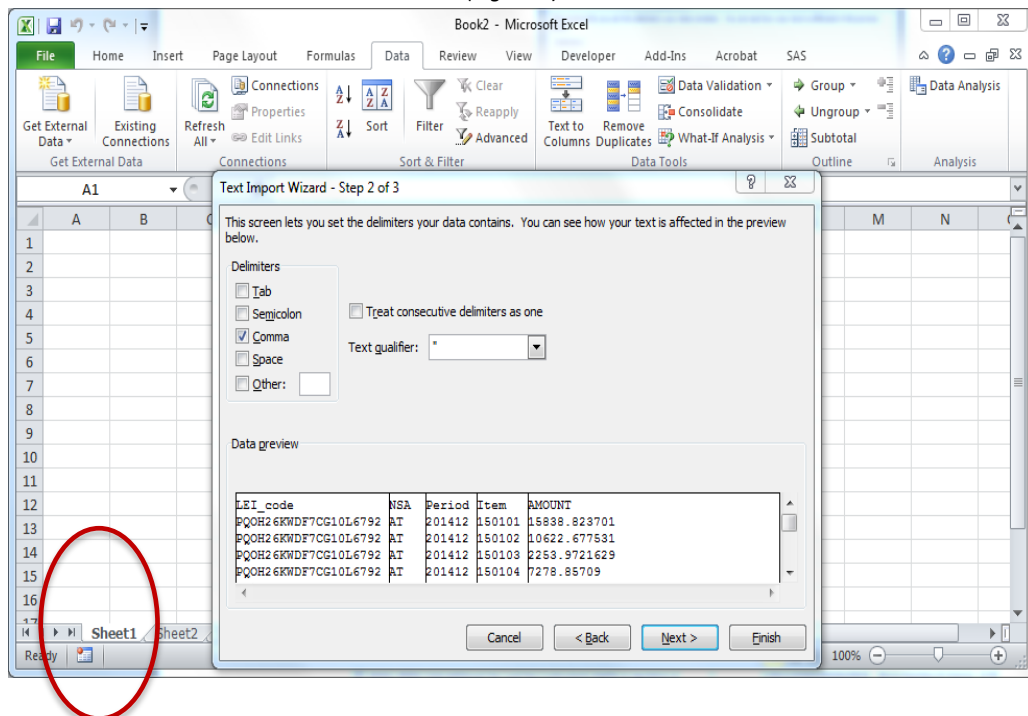 Book2 - Microsoft Excel
File Home Insert Page Layout Formulas Data Review View Developer Add-Ins Acrobat SAS
Get External Data
Existing Connections
Refresh All
Connections
Properties
Edit Links
Sort
Filter
Clear
Reapply
Advanced
Text to Columns
Remove Duplicates
Data Validation
Consolidate
What-If Analysis
Group
Ungroup
Subtotal
Data Analysis
Get External Data Connections Sort & Filter Data Tools Outline Analysis
A1
Text Import Wizard - Step 2 of 3
A B M N
1
2
3
4
5
6
7
8
9
10
11
12
13
14
15
16
This screen lets you set the delimiters your data contains. You can see how your text is affected in the preview
below.
Delimiters
Tab
Semicolon
Comma
Space
Other:
Treat consecutive delimiters as one
Text qualifier: "
Data preview
LEI_code NSA Period Item AMOUNT
PQOH26KWDF7CG10L6792 AT 201412 150101 15838.823701
PQOH26KWDF7CG10L6792 AT 201412 150102 10622.677531
PQOH26KWDF7CG10L6792 AT 201412 150103 2253.9721629
PQOH26KWDF7CG10L6792 AT 201412 150104 7278.85709
Cancel < Back Next > Finish
Sheet1 Sheet2
Ready 100%